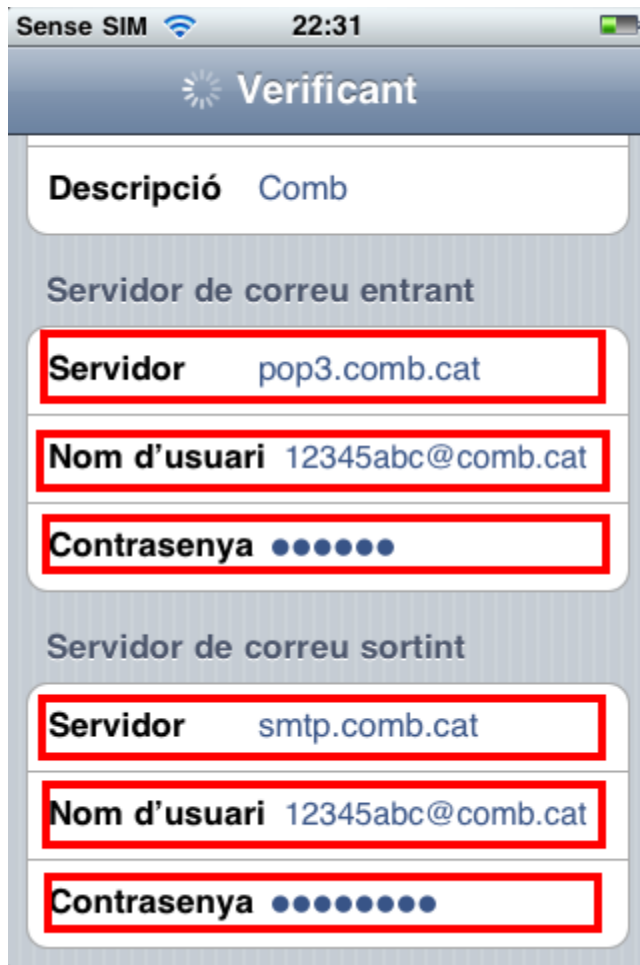 Sense SIM 22:31
Verificant
Descripció Comb
Servidor de correu entrant
Servidor pop3.comb.cat
Nom d’usuari 12345abc@comb.cat
Contrasenya ●●●●●●
Servidor de correu sortint
Servidor smtp.comb.cat
Nom d’usuari 12345abc@comb.cat
Contrasenya ●●●●●●●●